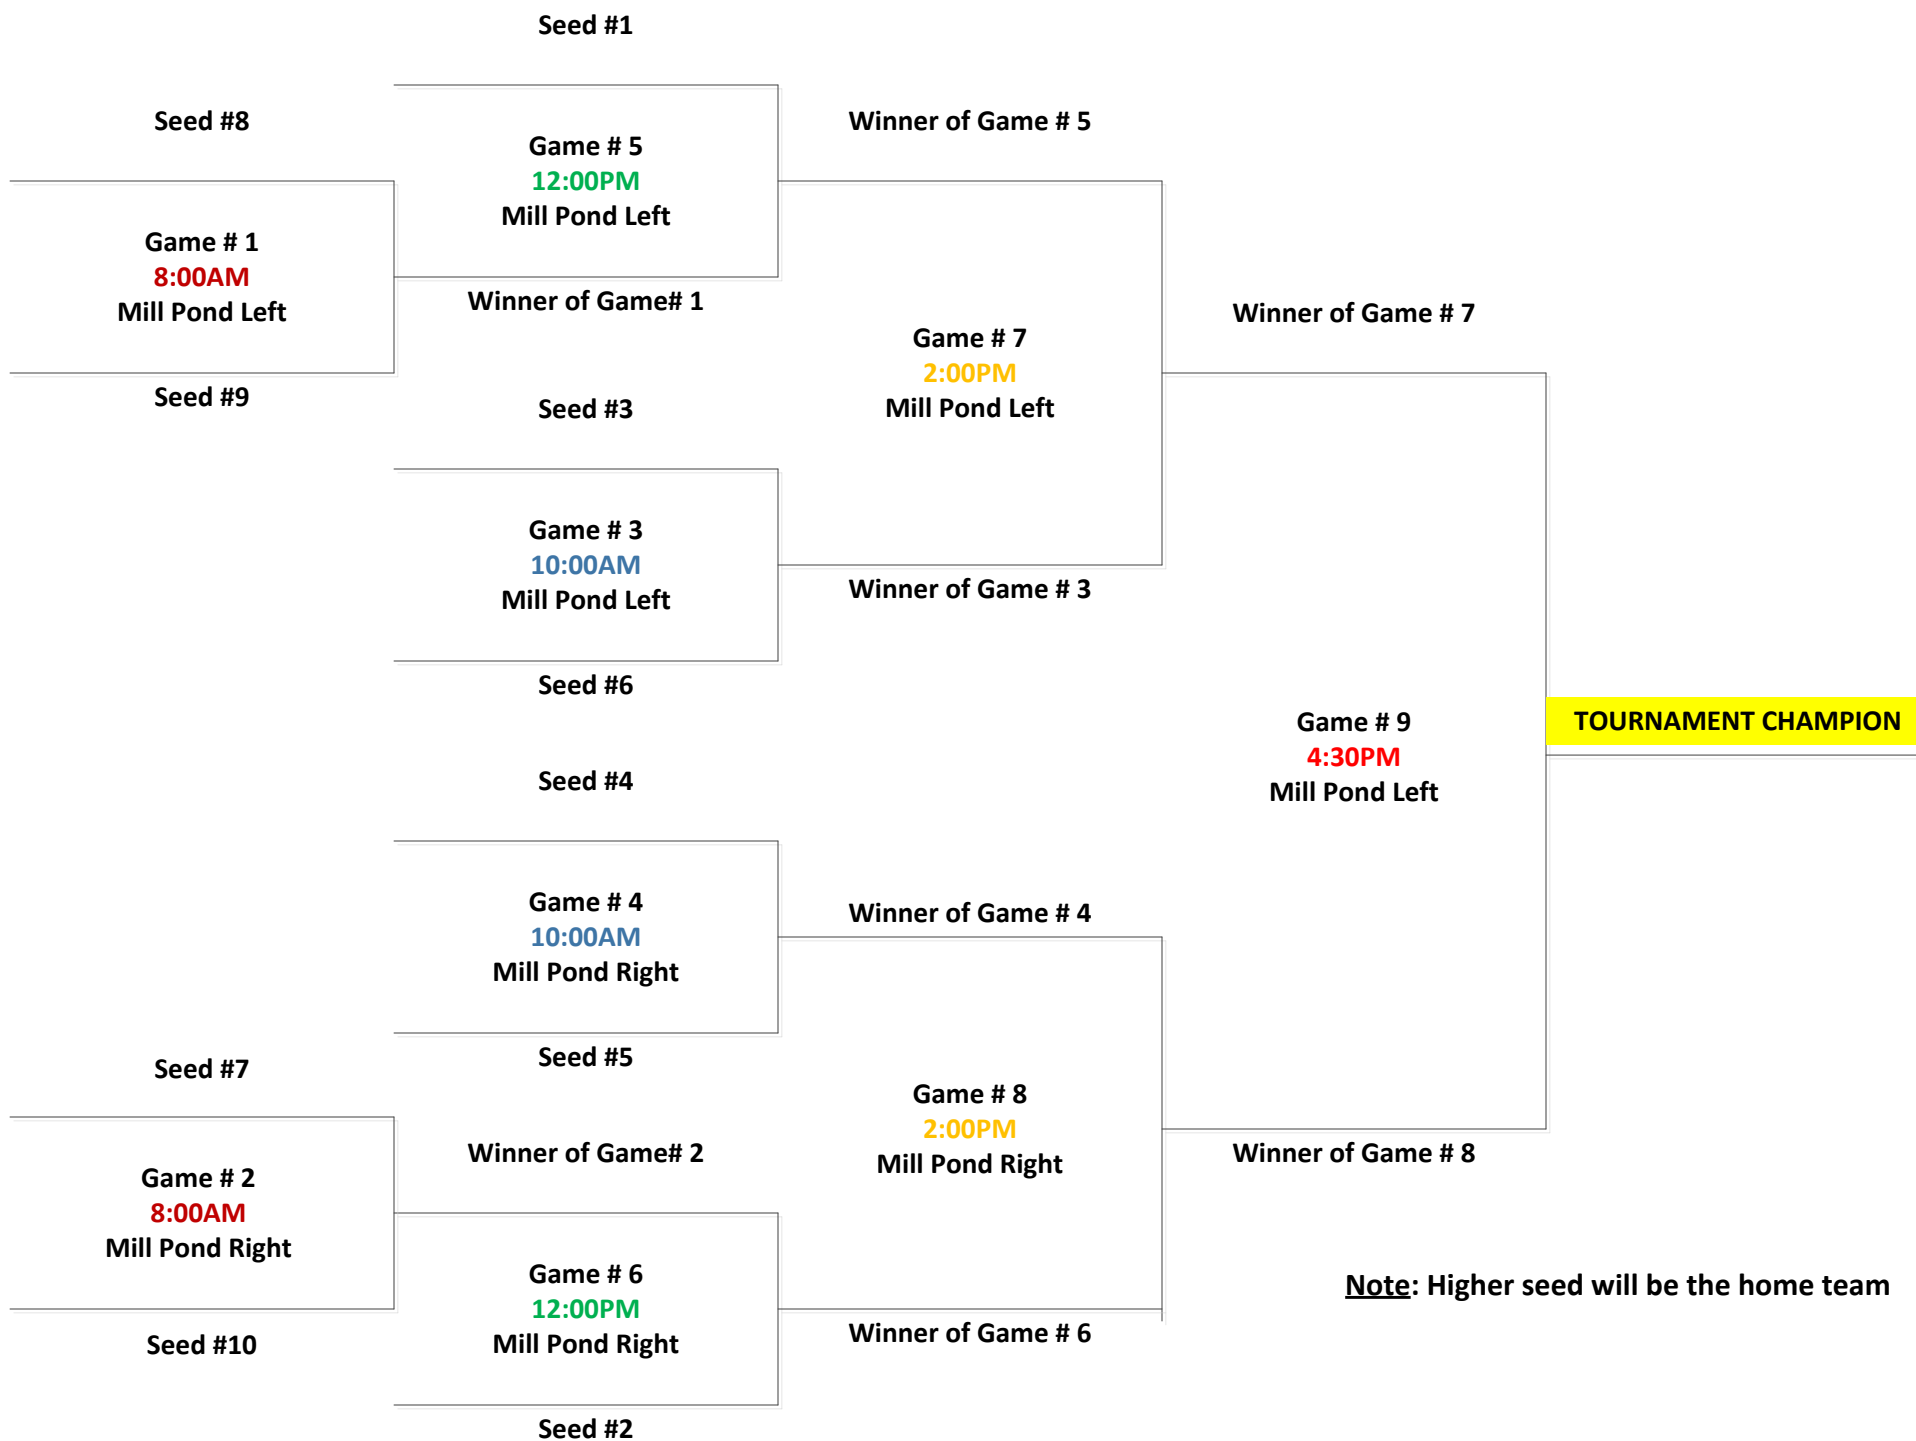 Seed #1
Seed #8
Winner of Game # 5
Game # 5
12:00PM
Mill Pond Left
Game # 1
8:00AM
Mill Pond Left
Winner of Game# 1
Winner of Game # 7
Game # 7
2:00PM
Mill Pond Left
Seed #9
Seed #3
Game # 3
10:00AM
Mill Pond Left
Winner of Game # 3
Seed #6
Game # 9
4:30PM
Mill Pond Left
TOURNAMENT CHAMPION
Seed #4
Game # 4
10:00AM
Mill Pond Right
Winner of Game # 4
Seed #5
Seed #7
Game # 8
2:00PM
Mill Pond Right
Winner of Game# 2
Winner of Game # 8
Game # 2
8:00AM
Mill Pond Right
Game # 6
12:00PM
Mill Pond Right
Note: Higher seed will be the home team
Winner of Game # 6
Seed #10
Seed #2